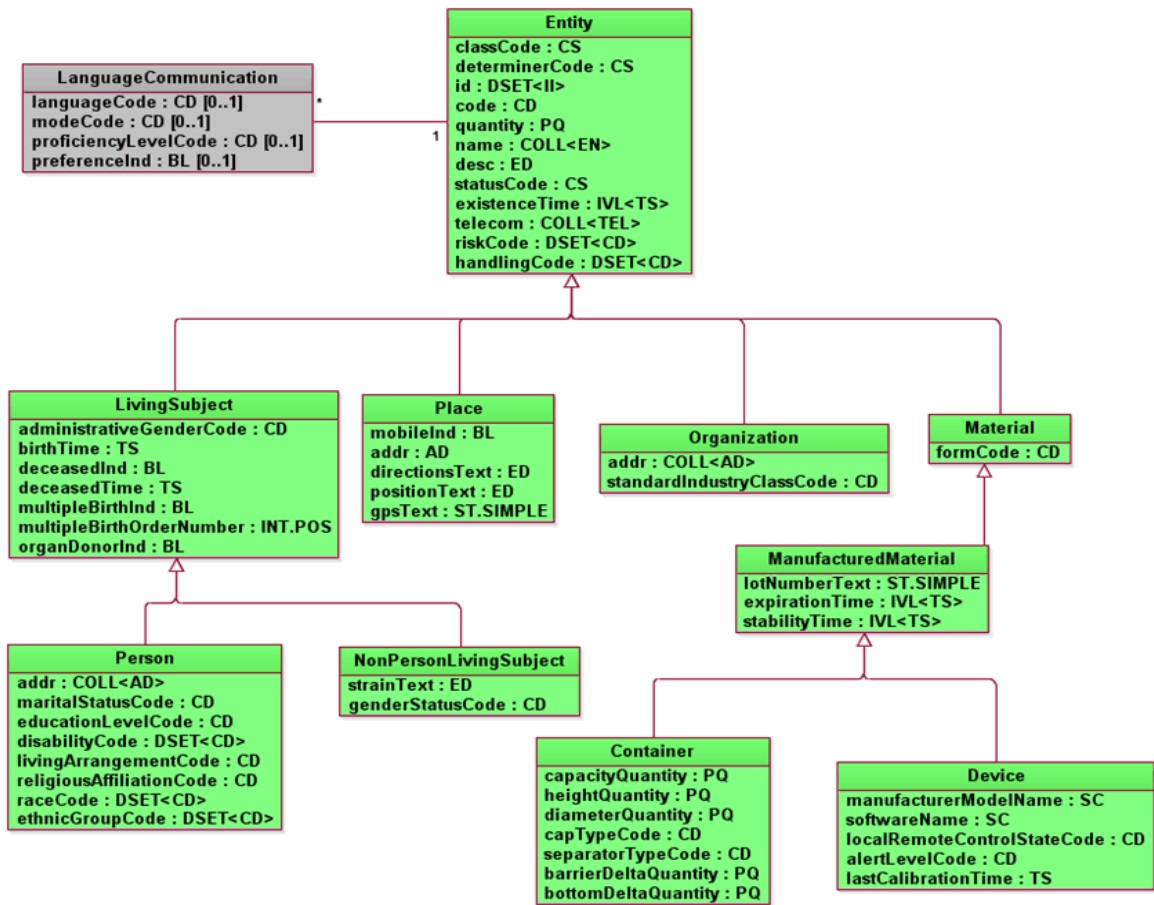 Entity
classCode : CS
determinerCode : CS
id : DSET<II>
code : CD
quantity : PQ
name : COLL<EN>
desc : ED
statusCode : CS
existenceTime : IVL<TS>
telecom : COLL<TEL>
riskCode : DSET<CD>
handlingCode : DSET<CD>
LanguageCommunication
languageCode : CD [0..1]
modeCode : CD [0..1]
proficiencyLevelCode : CD [0..1]
preferenceInd : BL [0..1]
*
1
LivingSubject
administrativeGenderCode : CD
birthTime : TS
deceasedInd : BL
deceasedTime : TS
multipleBirthInd : BL
multipleBirthOrderNumber : INT.POS
organDonorInd : BL
Place
mobileInd : BL
addr : AD
directionsText : ED
positionText : ED
gpsText : ST.SIMPLE
Organization
addr : COLL<AD>
standardIndustryClassCode : CD
Material
formCode : CD
ManufacturedMaterial
lotNumberText : ST.SIMPLE
expirationTime : IVL<TS>
stabilityTime : IVL<TS>
Person
addr : COLL<AD>
maritalStatusCode : CD
educationLevelCode : CD
disabilityCode : DSET<CD>
livingArrangementCode : CD
religiousAffiliationCode : CD
raceCode : DSET<CD>
ethnicGroupCode : DSET<CD>
NonPersonLivingSubject
strainText : ED
genderStatusCode : CD
Container
capacityQuantity : PQ
heightQuantity : PQ
diameterQuantity : PQ
capTypeCode : CD
separatorTypeCode : CD
barrierDeltaQuantity : PQ
bottomDeltaQuantity : PQ
Device
manufacturerModelName : SC
softwareName : SC
localRemoteControlStateCode : CD
alertLevelCode : CD
lastCalibrationTime : TS